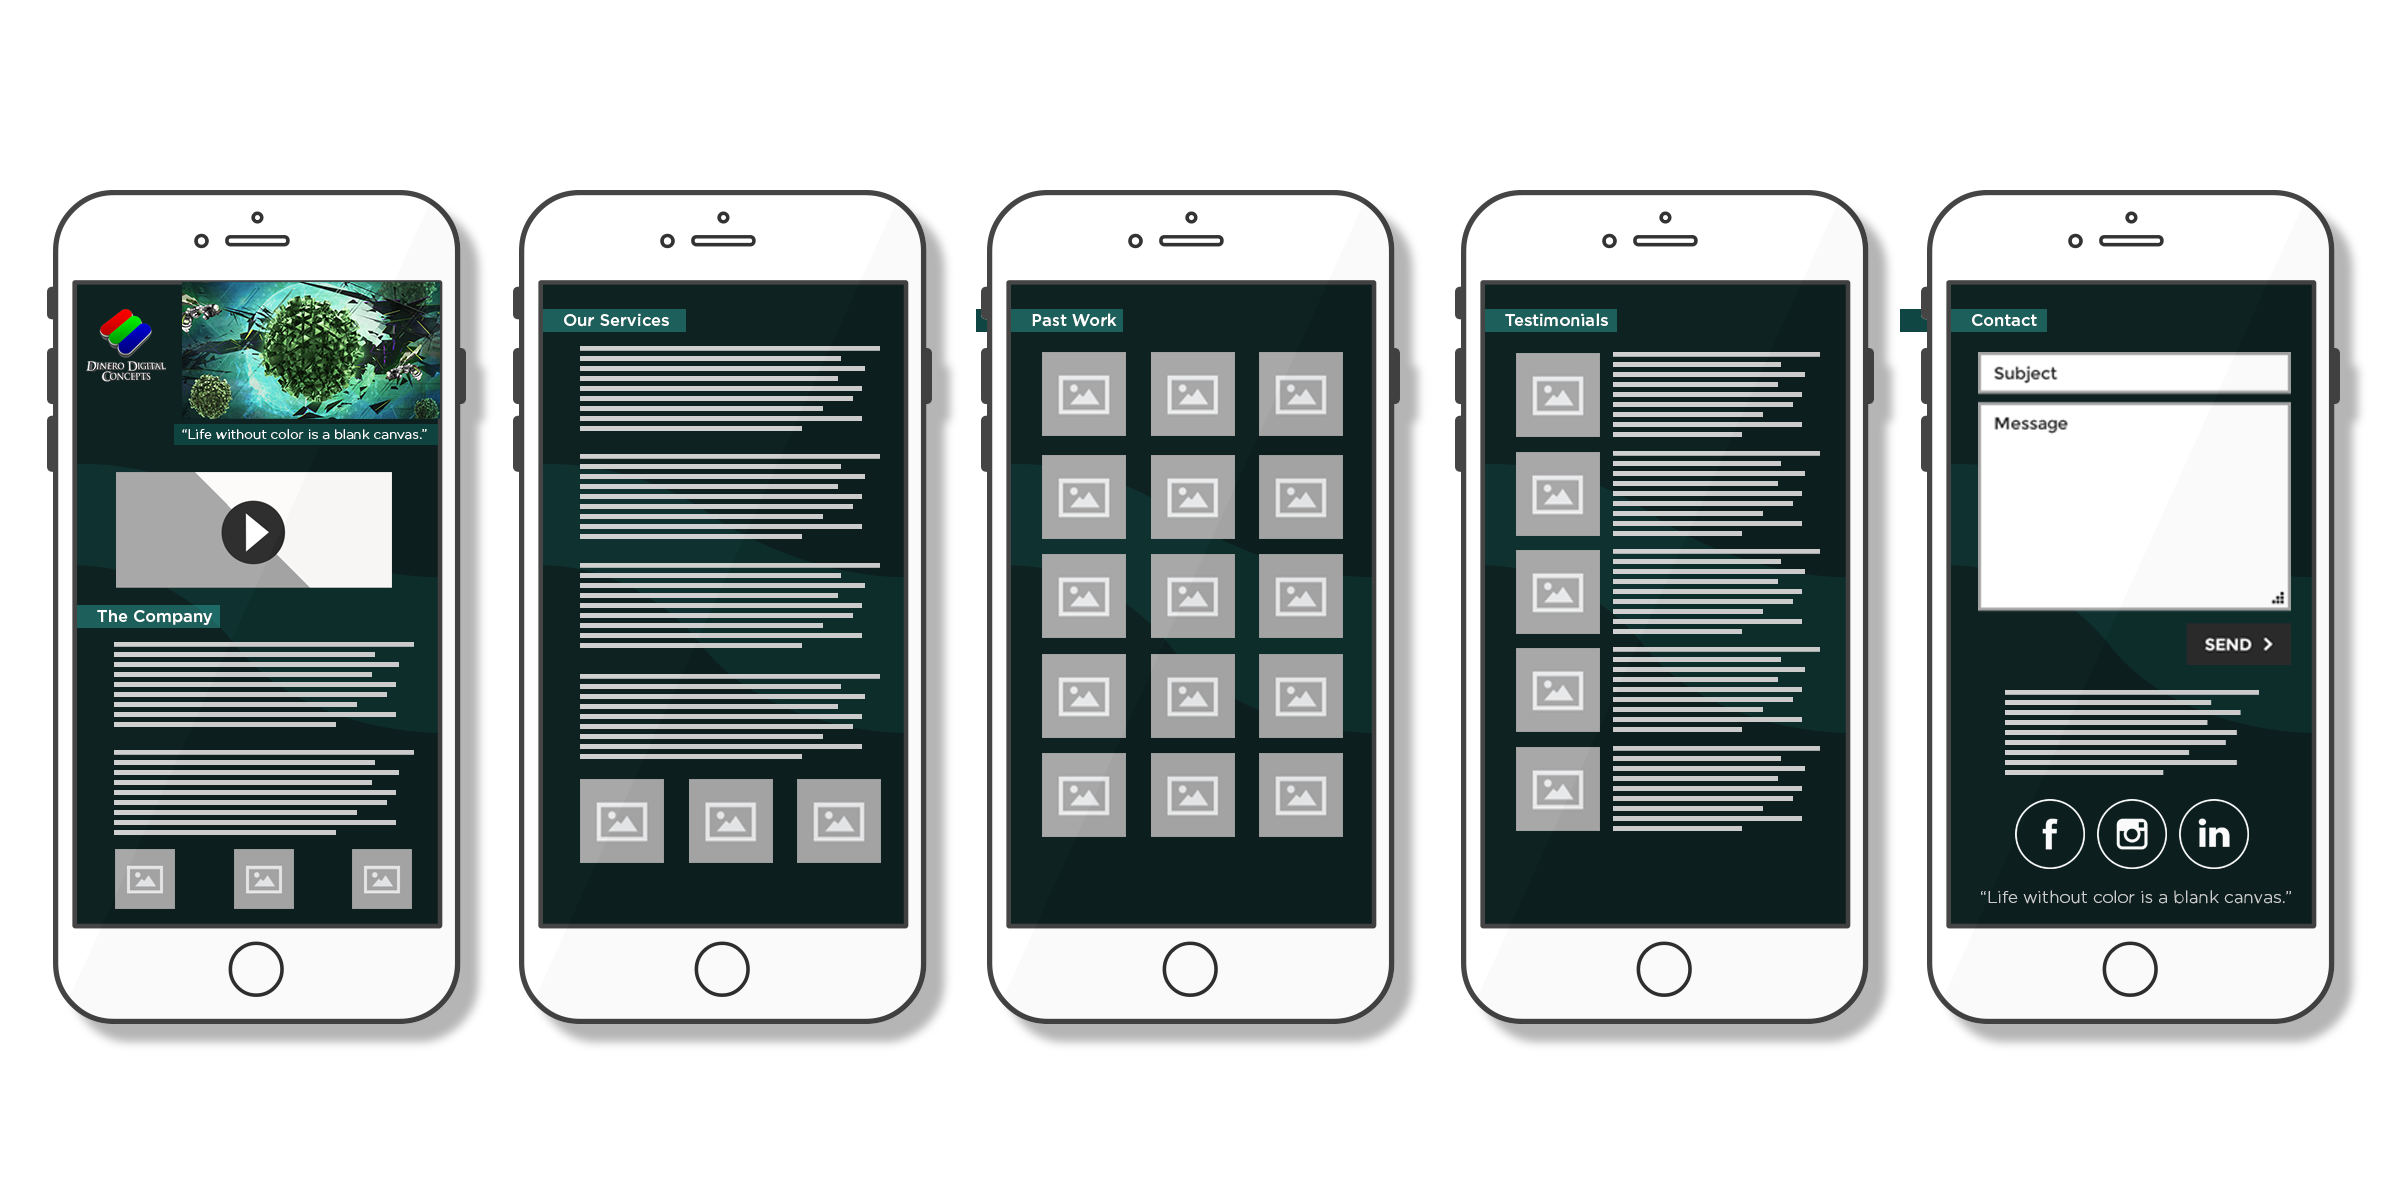 DINERO DIGITAL
CONCEPTS
“Life without color is a blank canvas.”
The Company
Our Services
Past Work
Testimonials
Contact
Subject
Message
SEND
f
in
“Life without color is a blank canvas.”